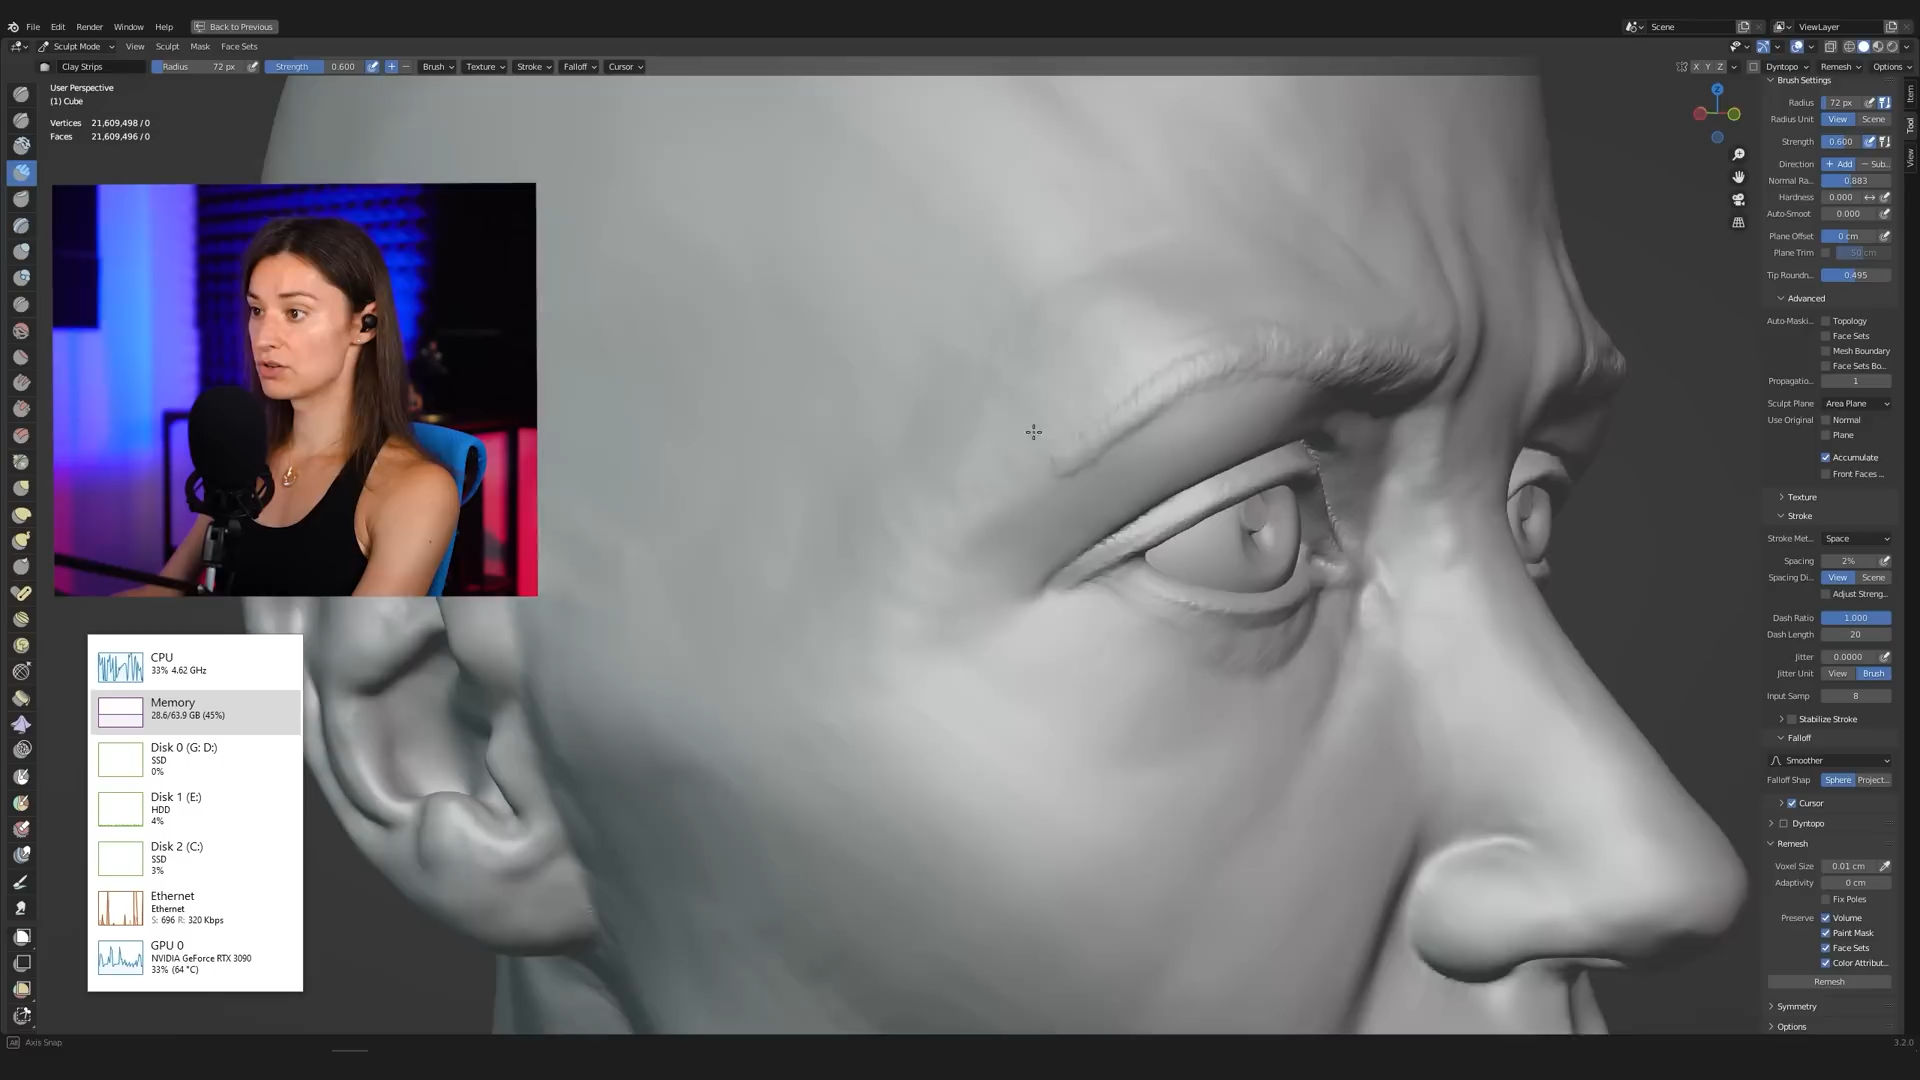 File Edit Render Window Help Back to Previous Scene ViewLayer
Sculpt Mode View Sculpt Mask Face Sets
Clay Strips Radius 72 px Strength 0.600 Brush Texture Stroke Falloff Cursor X Y Z Dyntopo Remesh Options
User Perspective
(1) Cube
Vertices 21,609,498 / 0
Faces 21,609,496 / 0
Z
CPU
33% 4.62 GHz
Memory
28.6/63.9 GB (45%)
Disk 0 (G: D:)
SSD
0%
Disk 1 (E:)
HDD
4%
Disk 2 (C:)
SSD
3%
Ethernet
Ethernet
S: 696 R: 320 Kbps
GPU 0
NVIDIA GeForce RTX 3090
33% (64 °C)
Brush Settings
Radius 72 px
Radius Unit View Scene
Strength 0.600
Direction + Add — Sub...
Normal Ra... 0.883
Hardness 0.000
Auto-Smoot 0.000
Plane Offset 0 cm
Plane Trim 50 cm
Tip Roundn... 0.495
Advanced
Auto-Maski... Topology
Face Sets
Mesh Boundary
Face Sets Bo...
Propagatio... 1
Sculpt Plane Area Plane
Use Original Normal
Plane
Accumulate
Front Faces ...
Texture
Stroke
Stroke Met... Space
Spacing 2%
Spacing Di... View Scene
Adjust Streng...
Dash Ratio 1.000
Dash Length 20
Jitter 0.0000
Jitter Unit View Brush
Input Samp 8
Stabilize Stroke
Falloff
Smoother
Falloff Shap Sphere Project...
Cursor
Dyntopo
Remesh
Voxel Size 0.01 cm
Adaptivity 0 cm
Fix Poles
Preserve Volume
Paint Mask
Face Sets
Color Attribut...
Remesh
Symmetry
Options
Item
Tool
View
Alt Axis Snap
3.2.0